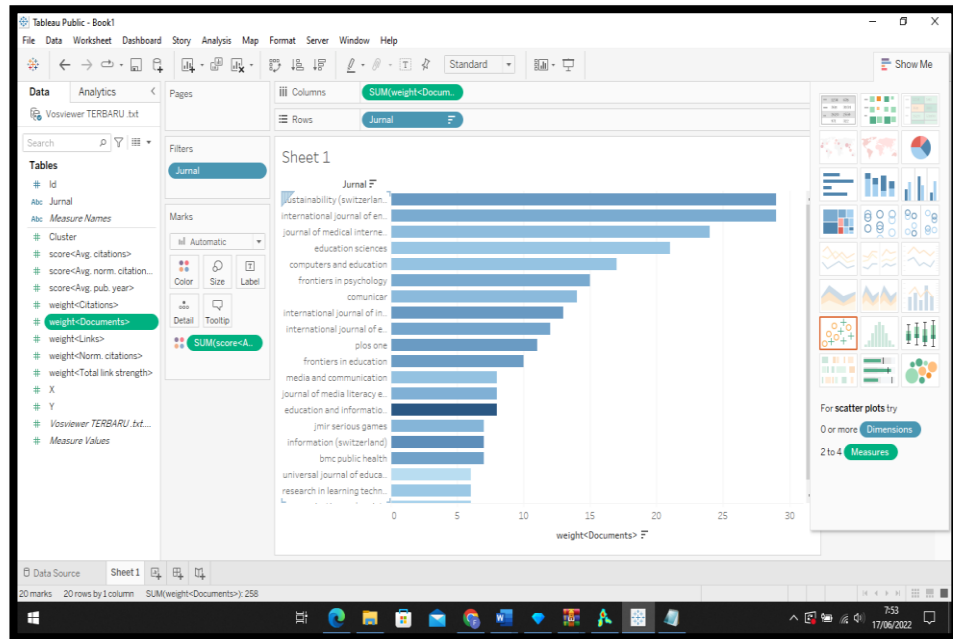 Tableau Public - Book1
File Data Worksheet Dashboard Story Analysis Map Format Server Window Help
Standard
Show Me
Data Analytics
Vosviewer TERBARU .txt
Search
Tables
# Id
Abc Jurnal
Abc Measure Names
# Cluster
# score<Avg. citations>
# score<Avg. norm. citation...
# score<Avg. pub. year>
# weight<Citations>
# weight<Documents>
# weight<Links>
# weight<Norm. citations>
# weight<Total link strength>
# X
# Y
# Vosviewer TERBARU .txt....
# Measure Values
Pages
Filters
Jurnal
Marks
Automatic
Color Size Label
Detail Tooltip
SUM(score<A..
Columns SUM(weight<Docum..
Rows Jurnal
Sheet 1
Jurnal
sustainability (switzerlan..
international journal of en..
journal of medical interne..
education sciences
computers and education
frontiers in psychology
comunicar
international journal of in..
international journal of e..
plos one
frontiers in education
media and communication
journal of media literacy e..
education and informatio..
jmir serious games
information (switzerland)
bmc public health
universal journal of educa..
research in learning techn..
0 5 10 15 20 25 30
weight<Documents>
For scatter plots try
0 or more Dimensions
2 to 4 Measures
Data Source Sheet 1
20 marks 20 rows by 1 column SUM(weight<Documents>): 258
7:53
17/06/2022